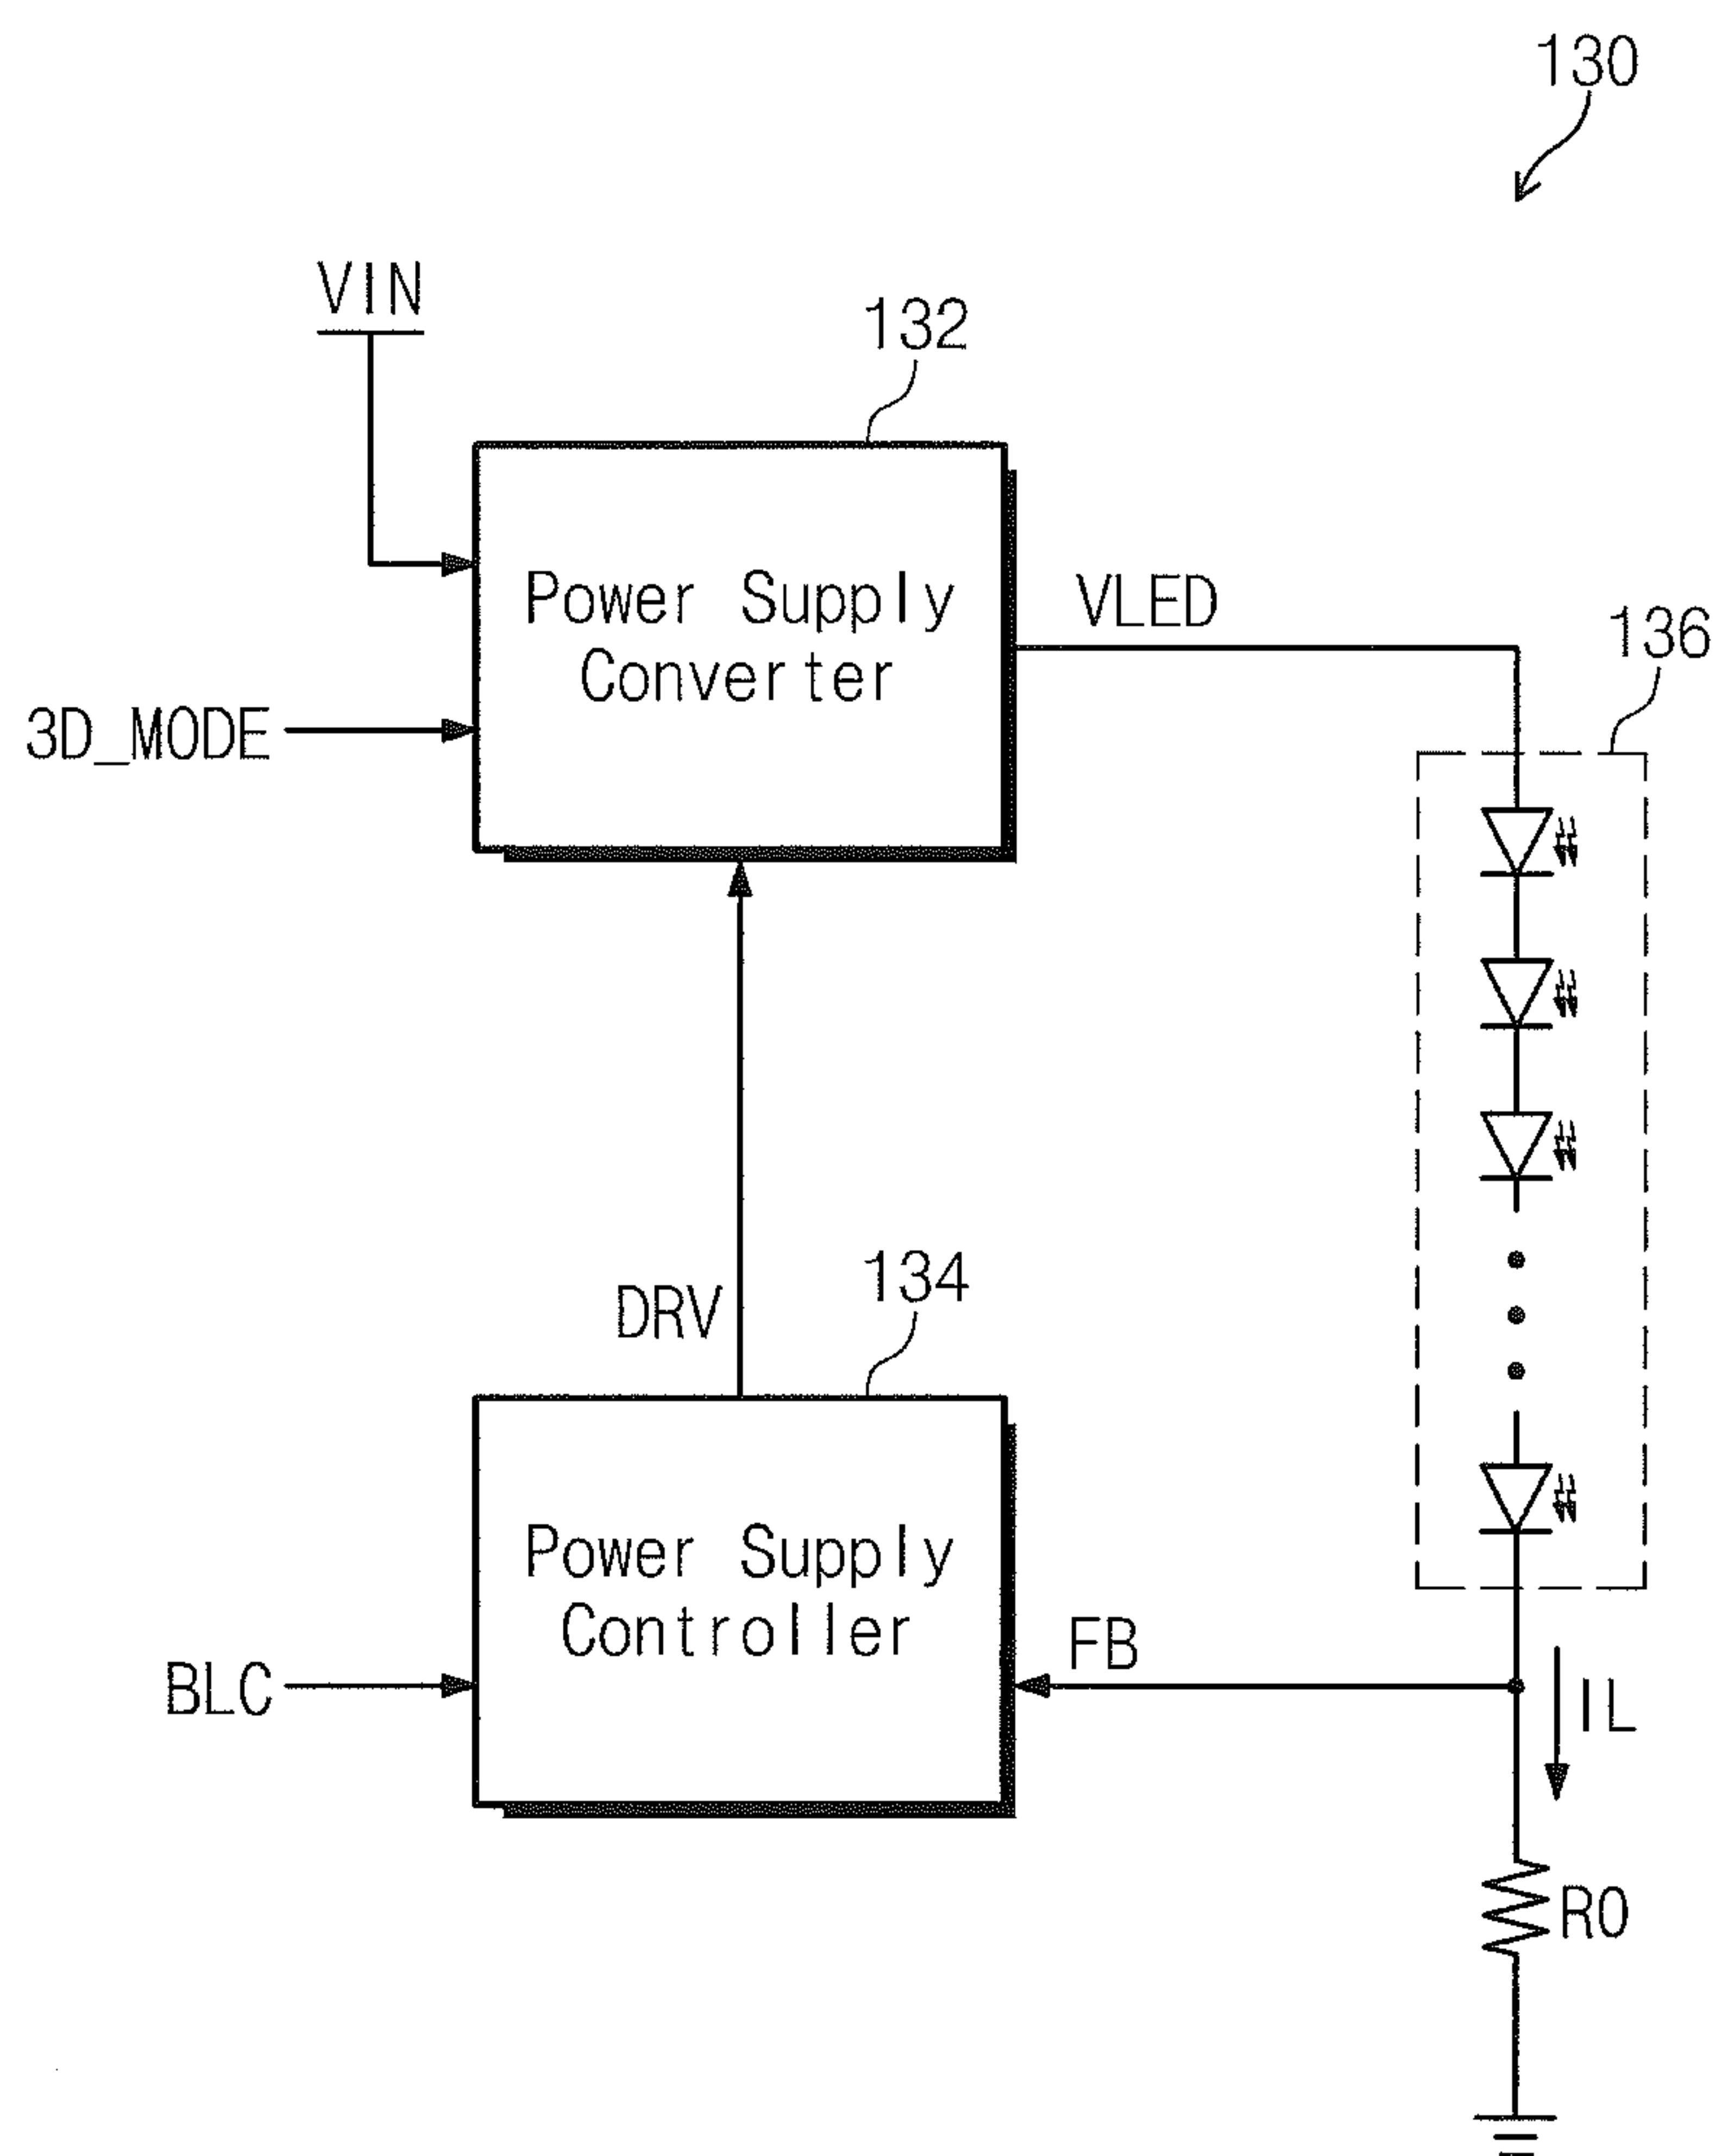 130
VIN
132
Power Supply
Converter
VLED
136
3D_MODE
134
DRV
Power Supply
Controller
FB
BLC
IL
R0